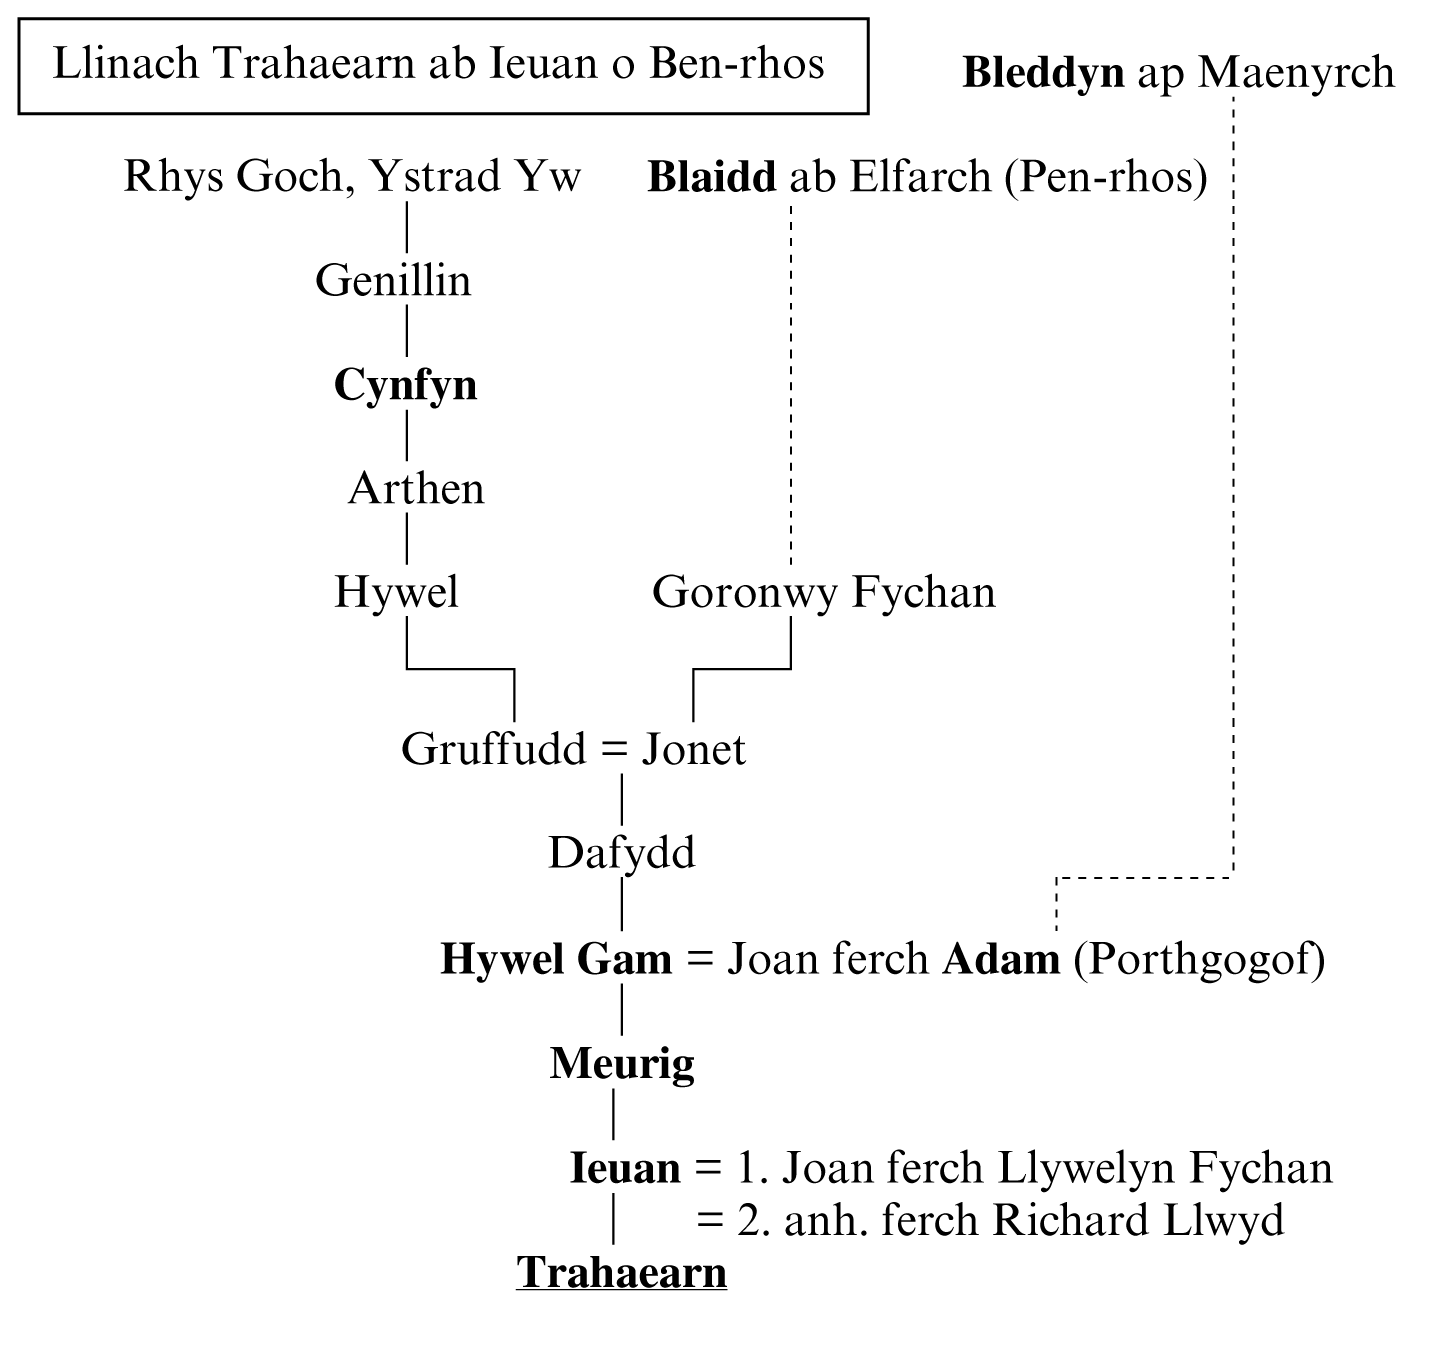 Llinach Trahaearn ab Ieuan o Ben-rhos
Bleddyn ap Maenyrch
Rhys Goch, Ystrad Yw
Blaidd ab Elfarch (Pen-rhos)
Genillin
Cynfyn
Arthen
Hywel
Goronwy Fychan
Gruffudd = Jonet
Dafydd
Hywel Gam = Joan ferch Adam (Porthgogof)
Meurig
Ieuan = 1. Joan ferch Llywelyn Fychan
= 2. anh. ferch Richard Llwyd
Trahaearn